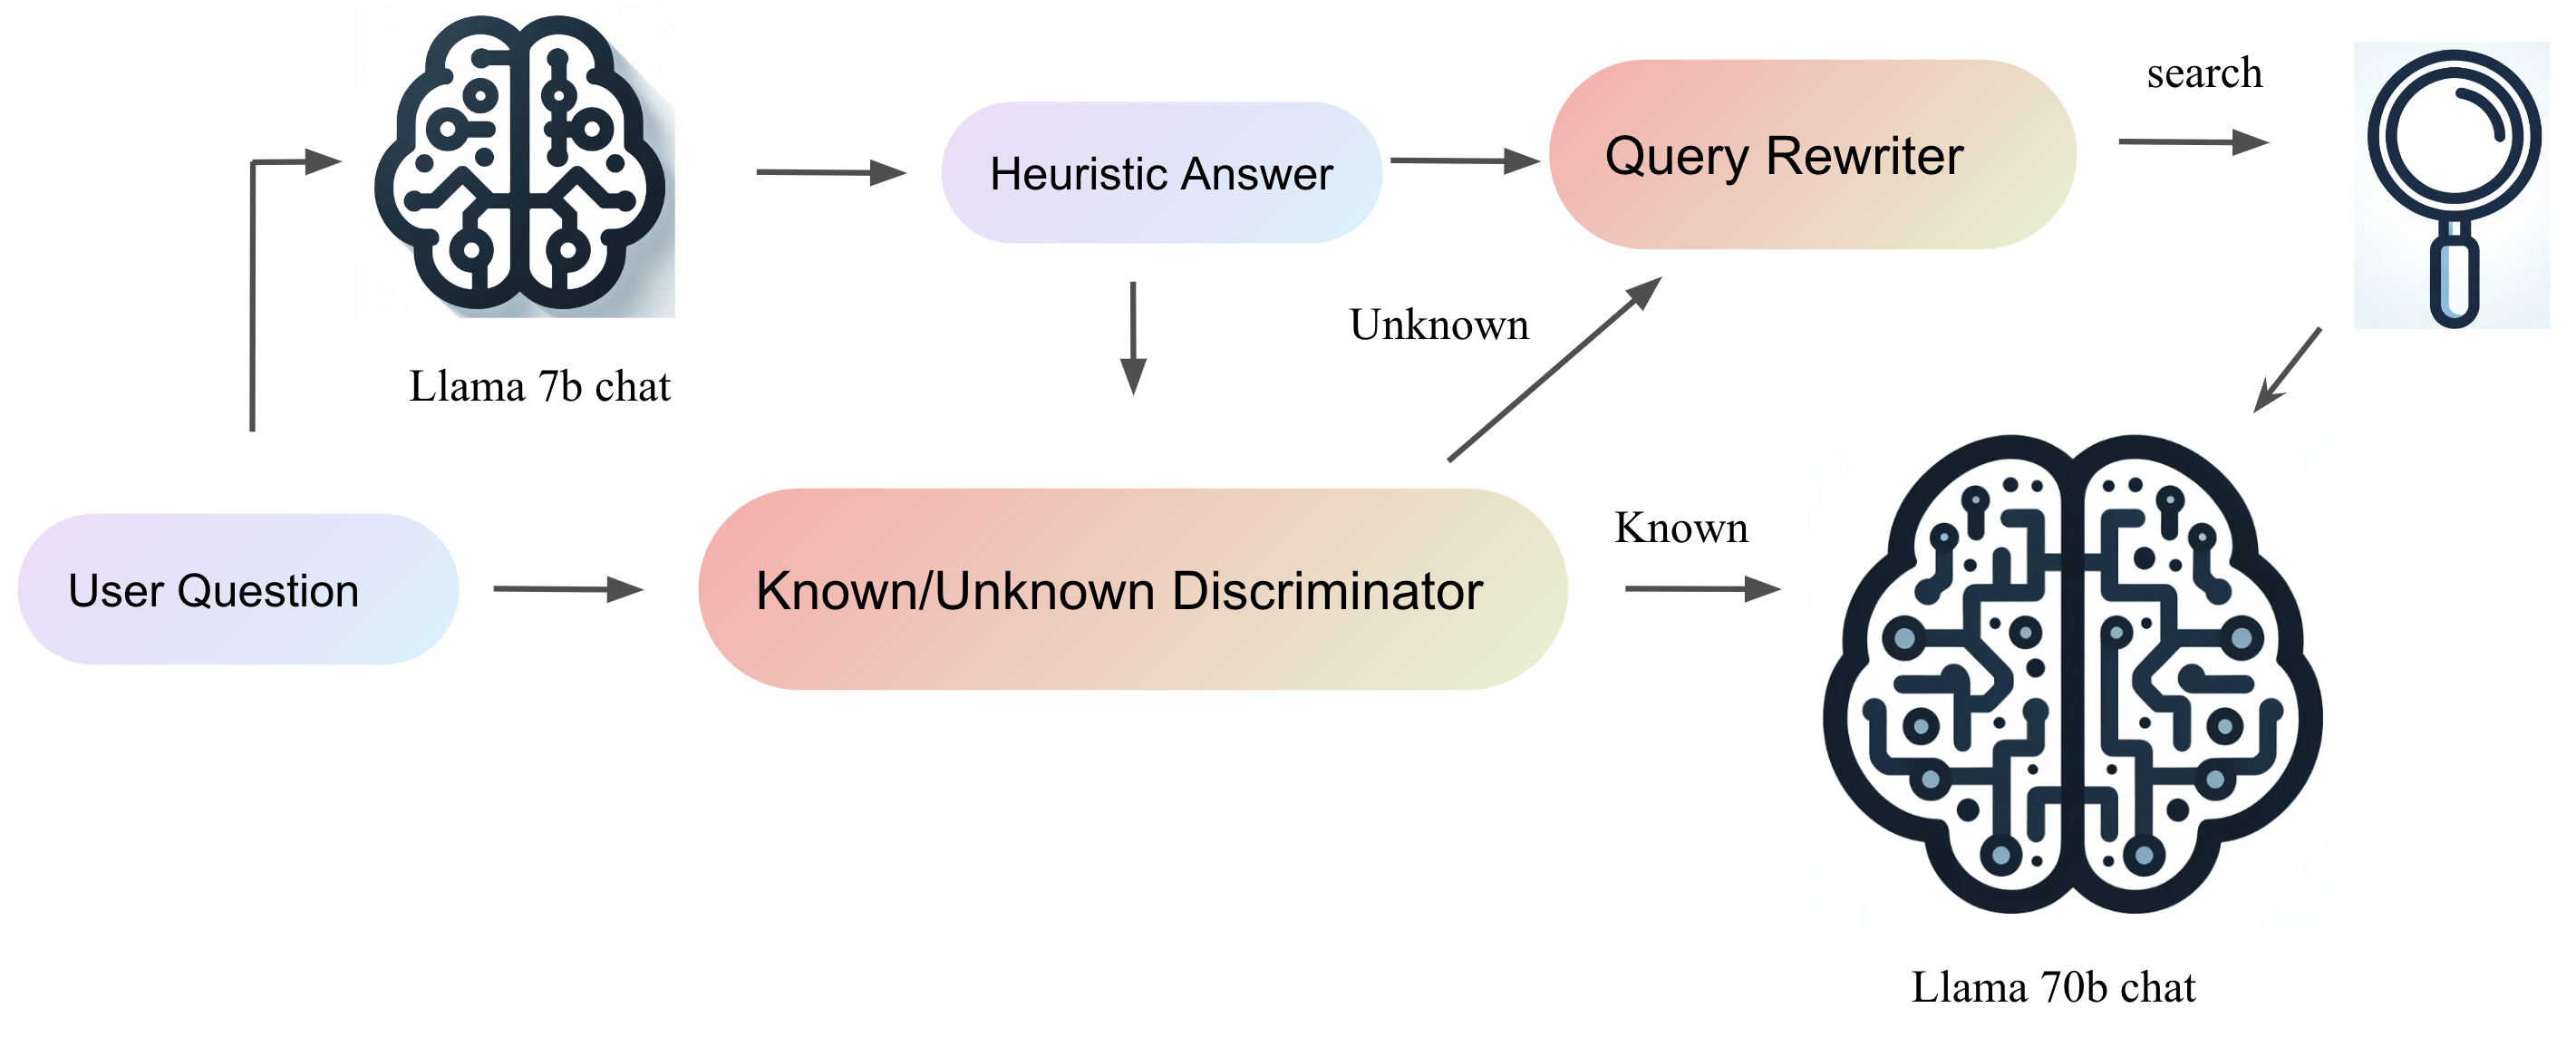 search
Query Rewriter
Heuristic Answer
Unknown
Llama 7b chat
Known
User Question
Known/Unknown Discriminator
Llama 70b chat